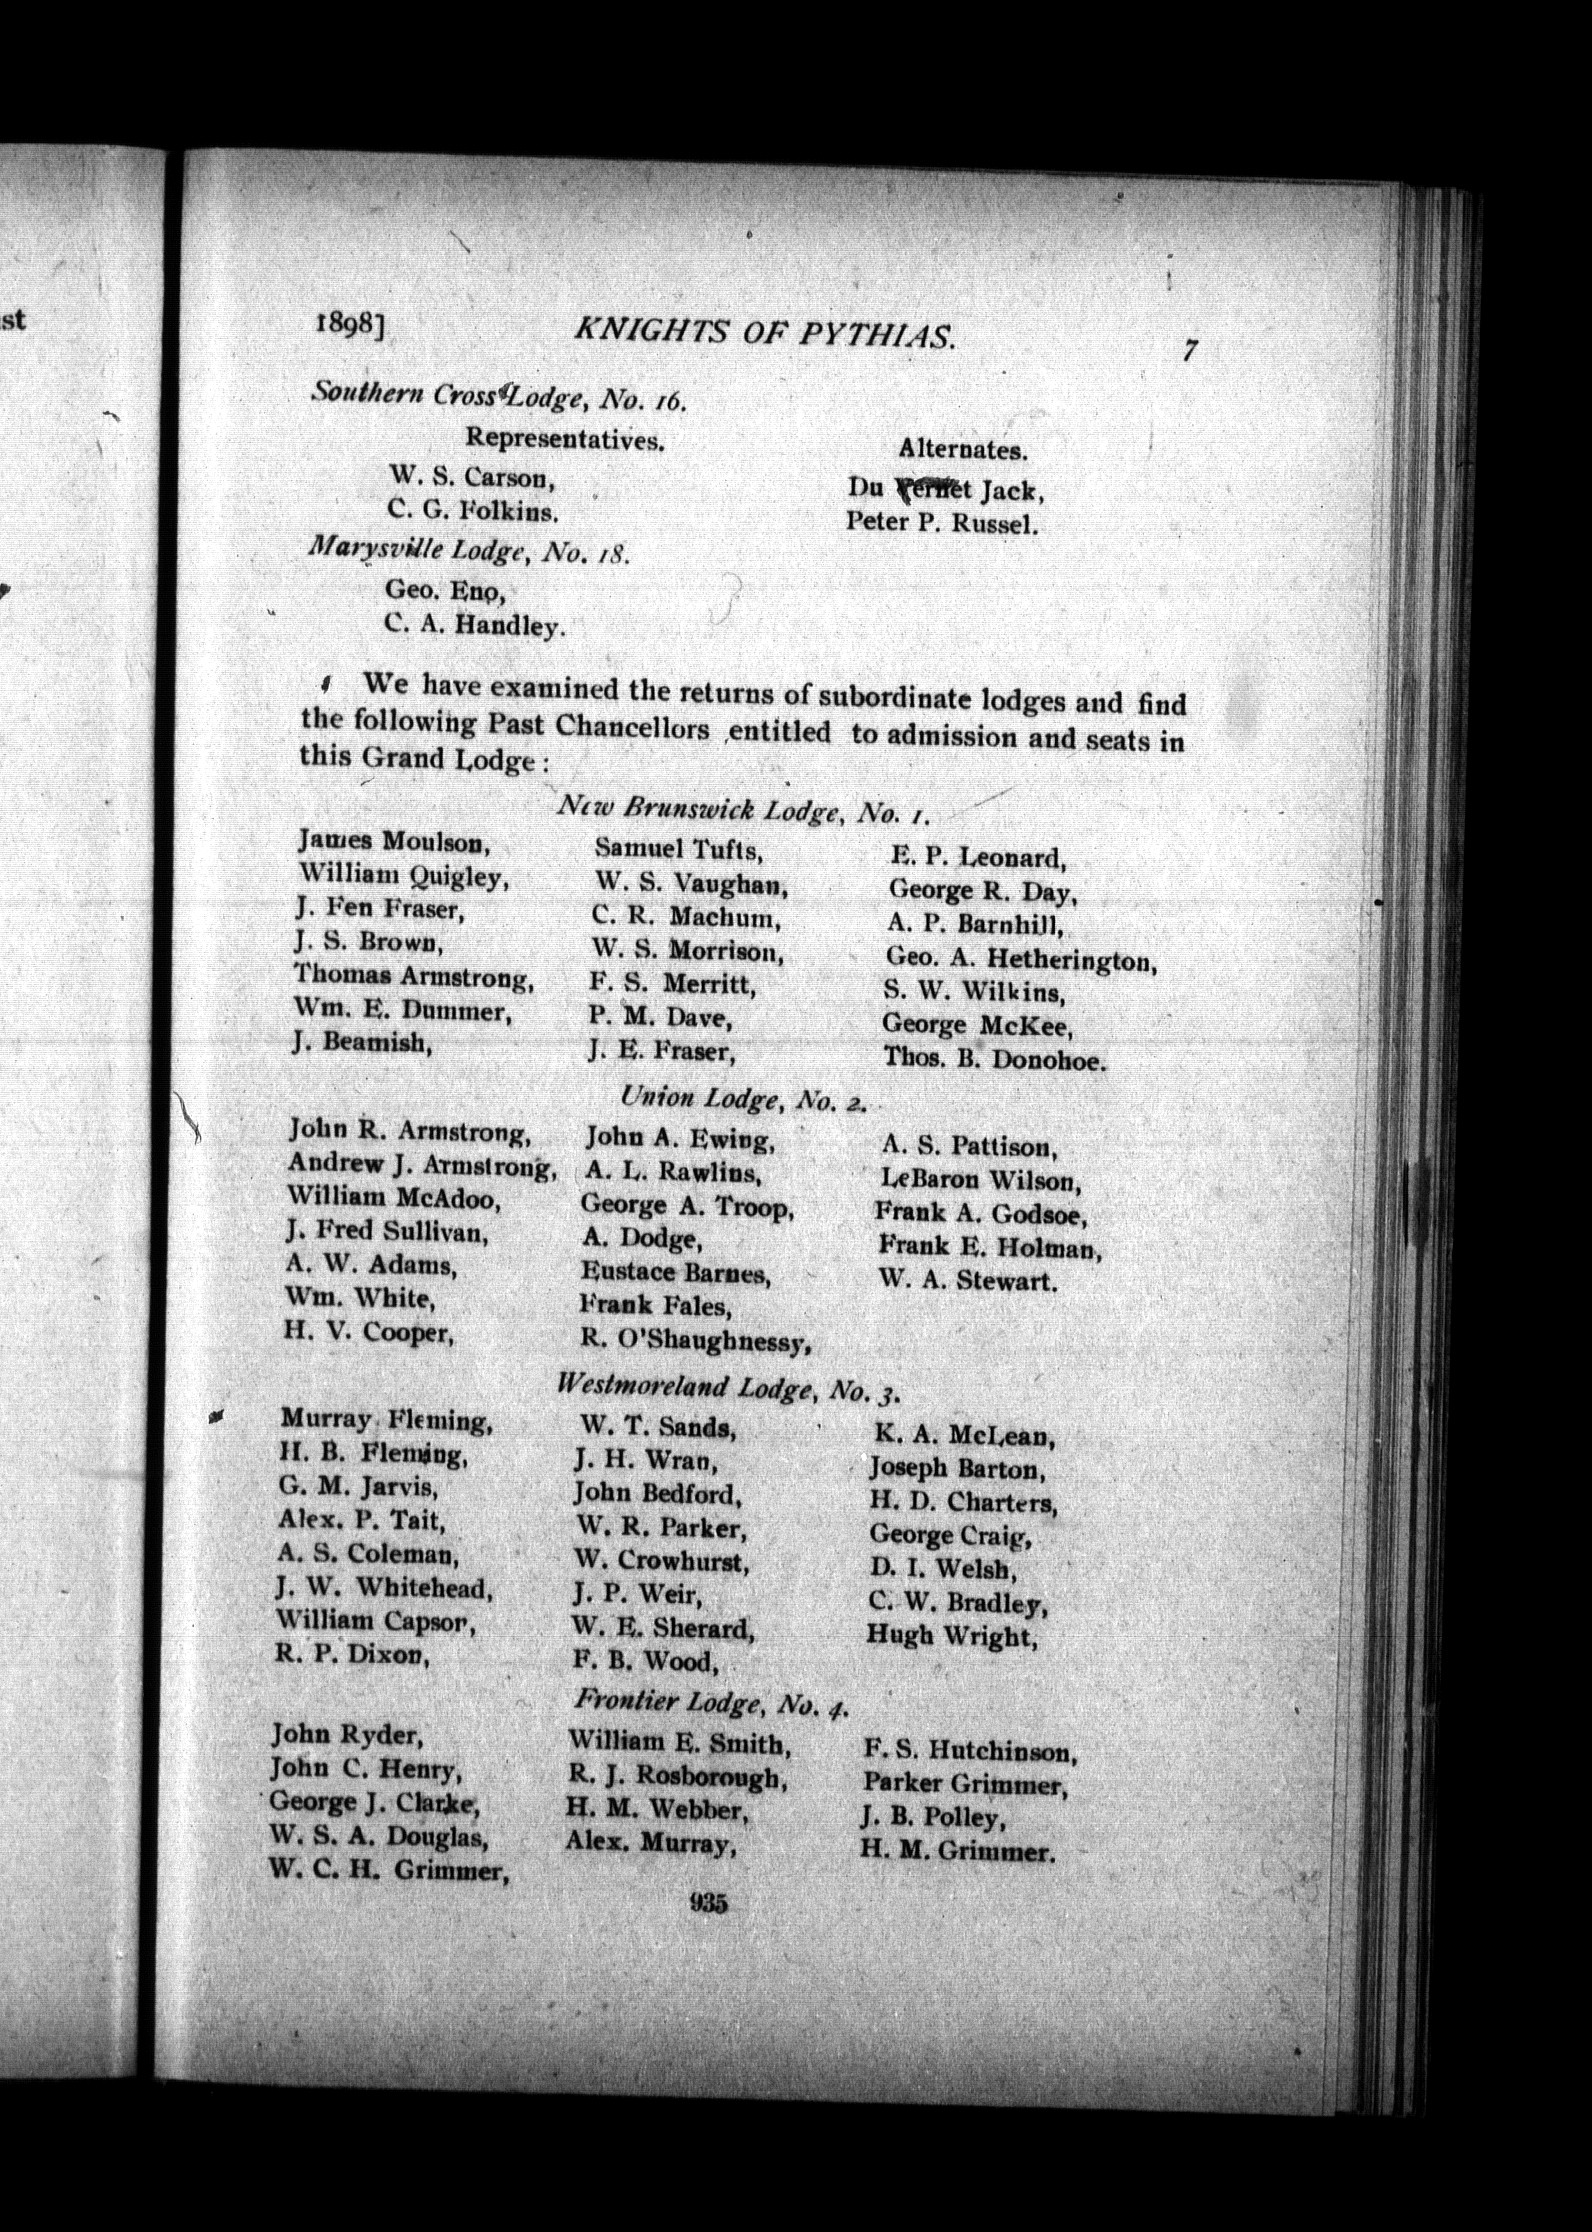 st
1898] KNIGHTS OF PYTHIAS. 7
Southern Cross Lodge, No. 16.
Representatives. Alternates.
W. S. Carson, Du Vernet Jack,
C. G. Folkins. Peter P. Russel.
Marysville Lodge, No. 18.
Geo. Eno,
C. A. Handley.
We have examined the returns of subordinate lodges and find
the following Past Chancellors entitled to admission and seats in
this Grand Lodge:
New Brunswick Lodge, No. 1.
James Moulson, Samuel Tufts, E. P. Leonard,
William Quigley, W. S. Vaughan, George R. Day,
J. Fen Fraser, C. R. Machum, A. P. Barnhill,
J. S. Brown, W. S. Morrison, Geo. A. Hetherington,
Thomas Armstrong, F. S. Merritt, S. W. Wilkins,
Wm. E. Dummer, P. M. Dave, George McKee,
J. Beamish, J. E. Fraser, Thos. B. Donohoe.
Union Lodge, No. 2.
John R. Armstrong, John A. Ewing, A. S. Pattison,
Andrew J. Armstrong, A. L. Rawlins, LeBaron Wilson,
William McAdoo, George A. Troop, Frank A. Godsoe,
J. Fred Sullivan, A. Dodge, Frank E. Holman,
A. W. Adams, Eustace Barnes, W. A. Stewart.
Wm. White, Frank Fales,
H. V. Cooper, R. O'Shaughnessy,
Westmoreland Lodge, No. 3.
Murray Fleming, W. T. Sands, K. A. McLean,
H. B. Fleming, J. H. Wran, Joseph Barton,
G. M. Jarvis, John Bedford, H. D. Charters,
Alex. P. Tait, W. R. Parker, George Craig,
A. S. Coleman, W. Crowhurst, D. I. Welsh,
J. W. Whitehead, J. P. Weir, C. W. Bradley,
William Capson, W. E. Sherard, Hugh Wright,
R. P. Dixon, F. B. Wood,
Frontier Lodge, No. 4.
John Ryder, William E. Smith, F. S. Hutchinson,
John C. Henry, R. J. Rosborough, Parker Grimmer,
George J. Clarke, H. M. Webber, J. B. Polley,
W. S. A. Douglas, Alex. Murray, H. M. Grimmer.
W. C. H. Grimmer,
935